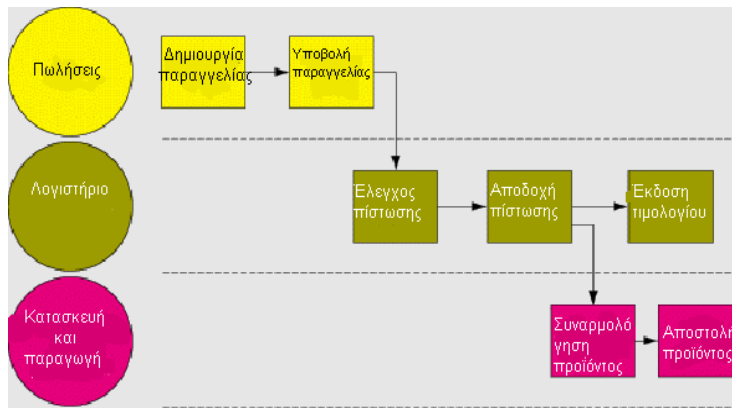 Πωλήσεις
Δημιουργία
παραγγελίας
Υποβολή
παραγγελίας
Λογιστήριο
Έλεγχος
πίστωσης
Αποδοχή
πίστωσης
Έκδοση
τιμολογίου
Κατασκευή
και
παραγωγή
Συναρμολό
γηση
προϊόντος
Αποστολή
προϊόντος